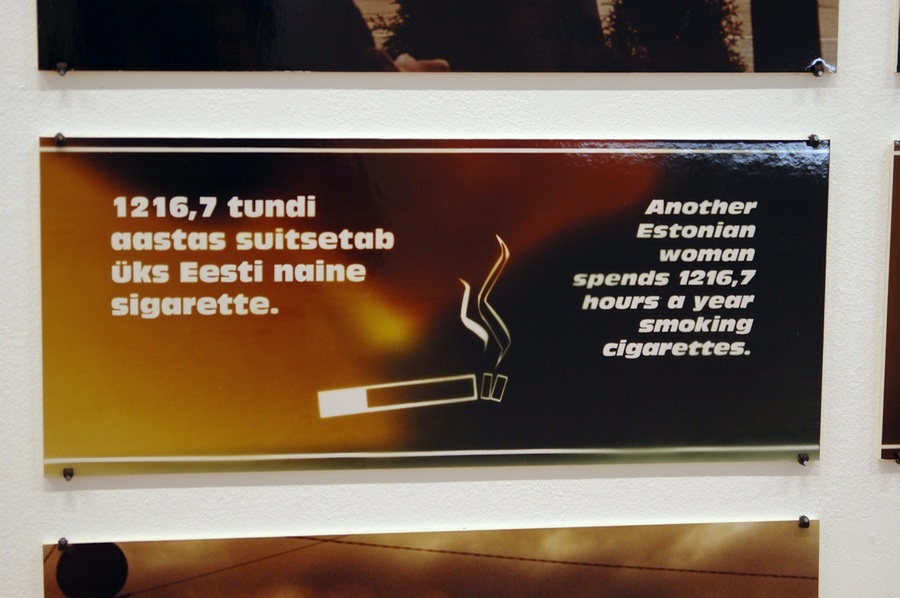 1216,7 tundi
aastas suitsetab
üks Eesti naine
sigarette.
Another
Estonian
woman
spends 1216,7
hours a year
smoking
cigarettes.